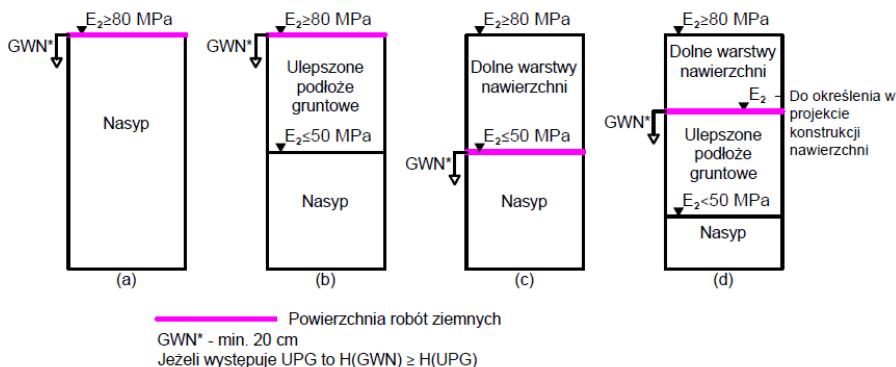 E₂≥80 MPa
GWN*
Nasyp
(a)
E₂≥80 MPa
GWN*
Ulepszone
podłoże
gruntowe
E₂≤50 MPa
Nasyp
(b)
E₂≥80 MPa
Dolne warstwy
nawierzchni
E₂≤50 MPa
GWN*
Nasyp
(c)
E₂≥80 MPa
Dolne warstwy
nawierzchni
E₂ – Do określenia w
projekcie
konstrukcji
nawierzchni
GWN*
Ulepszone
podłoże
gruntowe
E₂<50 MPa
Nasyp
(d)
Powierzchnia robót ziemnych
GWN* - min. 20 cm
Jeżeli występuje UPG to H(GWN) ≥ H(UPG)